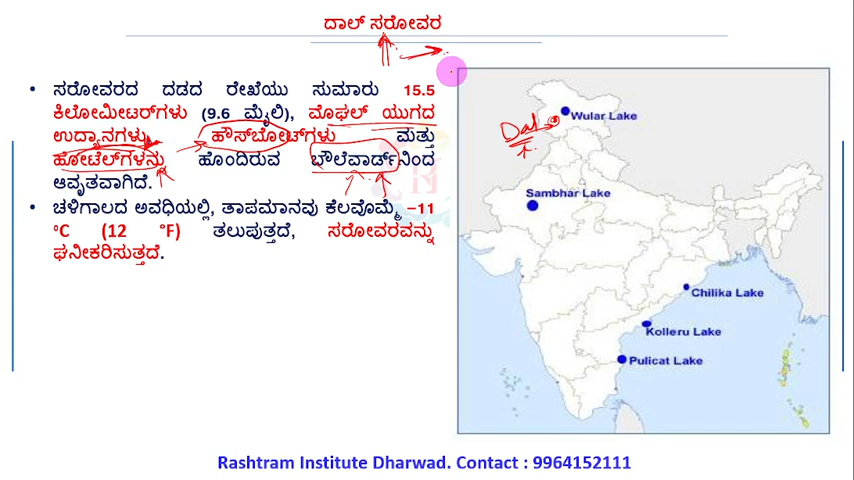 ದಾಲ್ ಸರೋವರ
• ಸರೋವರದ ದಡದ ರೇಖೆಯು ಸುಮಾರು 15.5
ಕಿಲೋಮೀಟರ್‌ಗಳು (9.6 ಮೈಲಿ), ಮೊಘಲ್ ಯುಗದ
ಉದ್ಯಾನಗಳು, ಹೌಸ್‌ಬೋಟ್‌ಗಳು ಮತ್ತು
ಹೋಟೆಲ್‌ಗಳನ್ನು ಹೊಂದಿರುವ ಬೌಲೆವಾರ್ಡ್‌ನಿಂದ
ಆವೃತವಾಗಿದೆ.
• ಚಳಿಗಾಲದ ಅವಧಿಯಲ್ಲಿ, ತಾಪಮಾನವು ಕೆಲವೊಮ್ಮೆ −11
°C (12 °F) ತಲುಪುತ್ತದೆ, ಸರೋವರವನ್ನು
ಘನೀಕರಿಸುತ್ತದೆ.
Wular Lake
Dal
Sambhar Lake
Chilika Lake
Kolleru Lake
Pulicat Lake
Rashtram Institute Dharwad. Contact : 9964152111